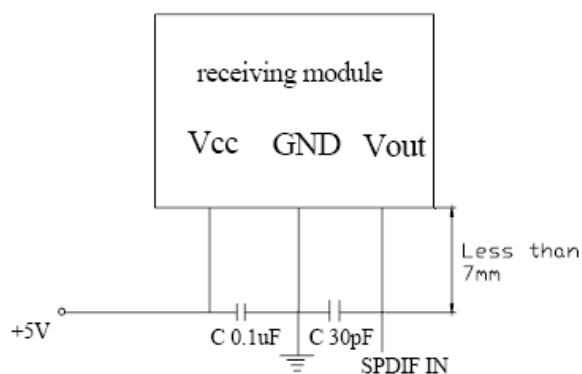 receiving module
Vcc GND Vout
Less than
7mm
+5V
C 0.1uF C 30pF
SPDIF IN